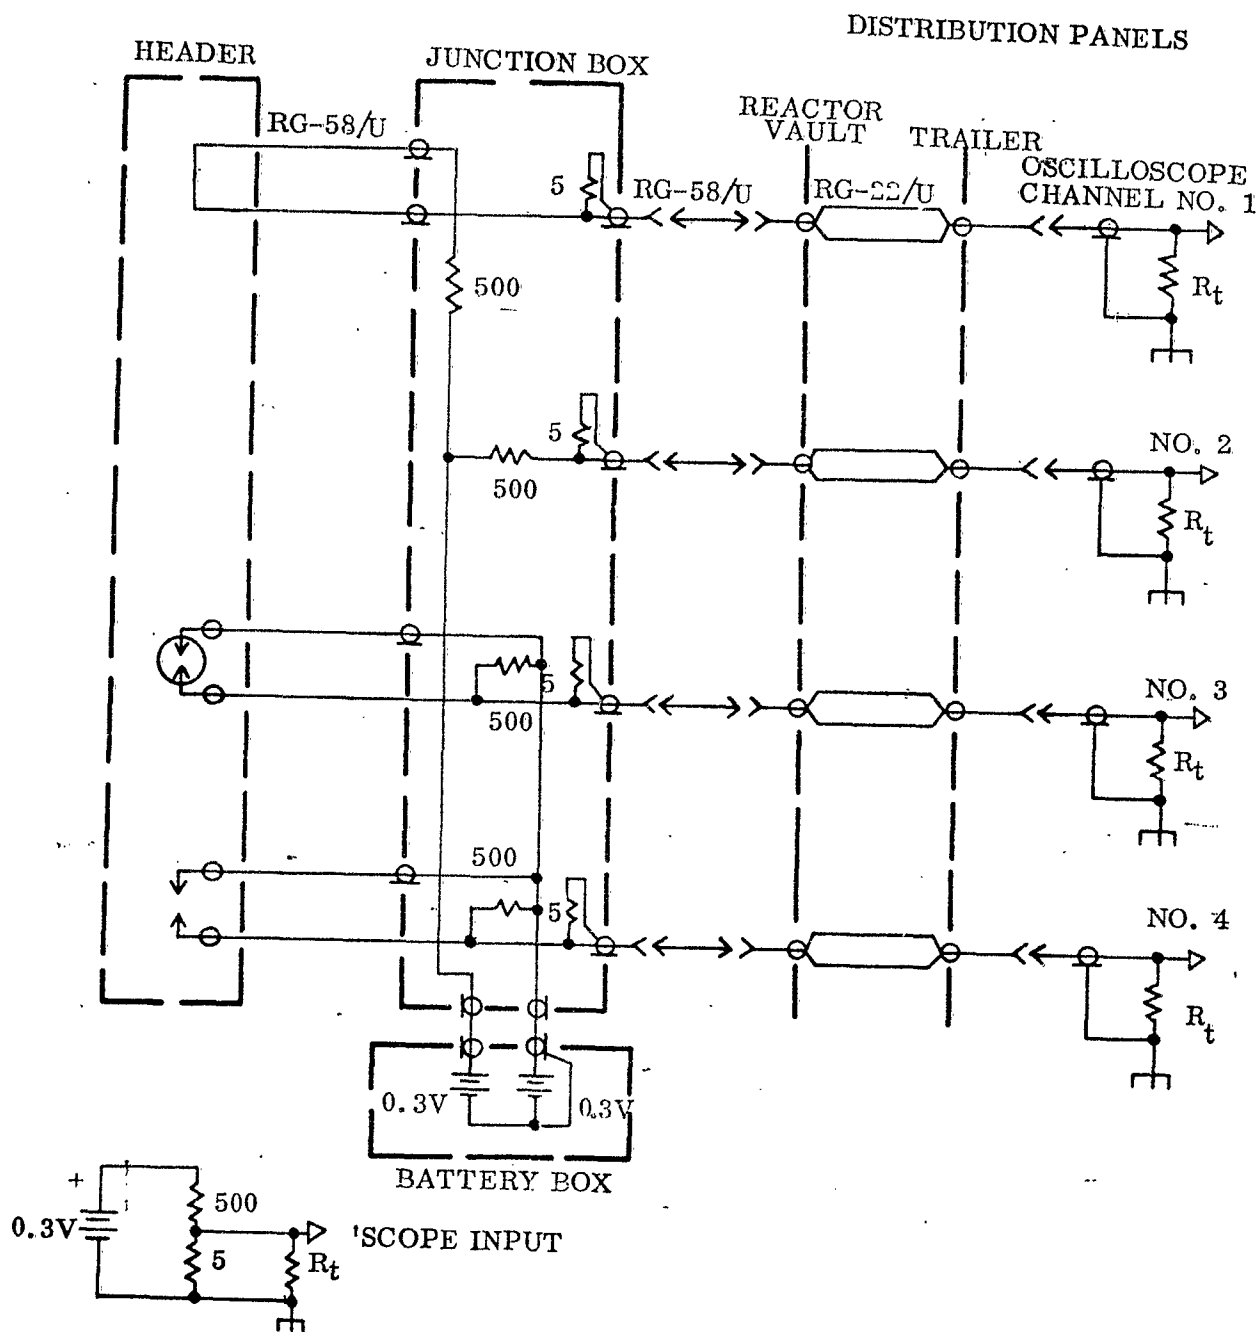 DISTRIBUTION PANELS
HEADER
JUNCTION BOX
REACTOR
VAULT
TRAILER
RG-58/U
OSCILLOSCOPE
CHANNEL NO. 1
5
RG-58/U
RG-22/U
500
Rt
5
NO. 2
500
Rt
5
NO. 3
500
Rt
500
5
NO. 4
Rt
0.3V
0.3V
BATTERY BOX
+
500
0.3V
'SCOPE INPUT
5
Rt